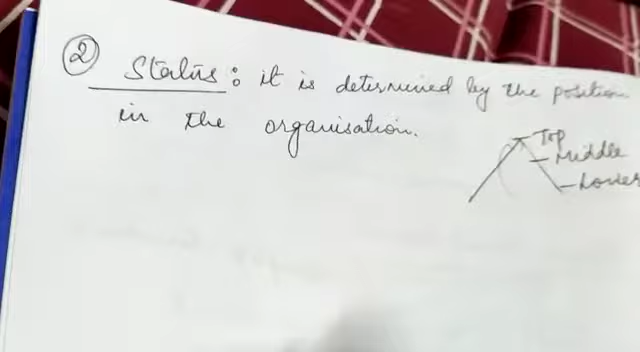 ② Status : it is determined by the position
in the organisation.
Top
- Middle
- Lower